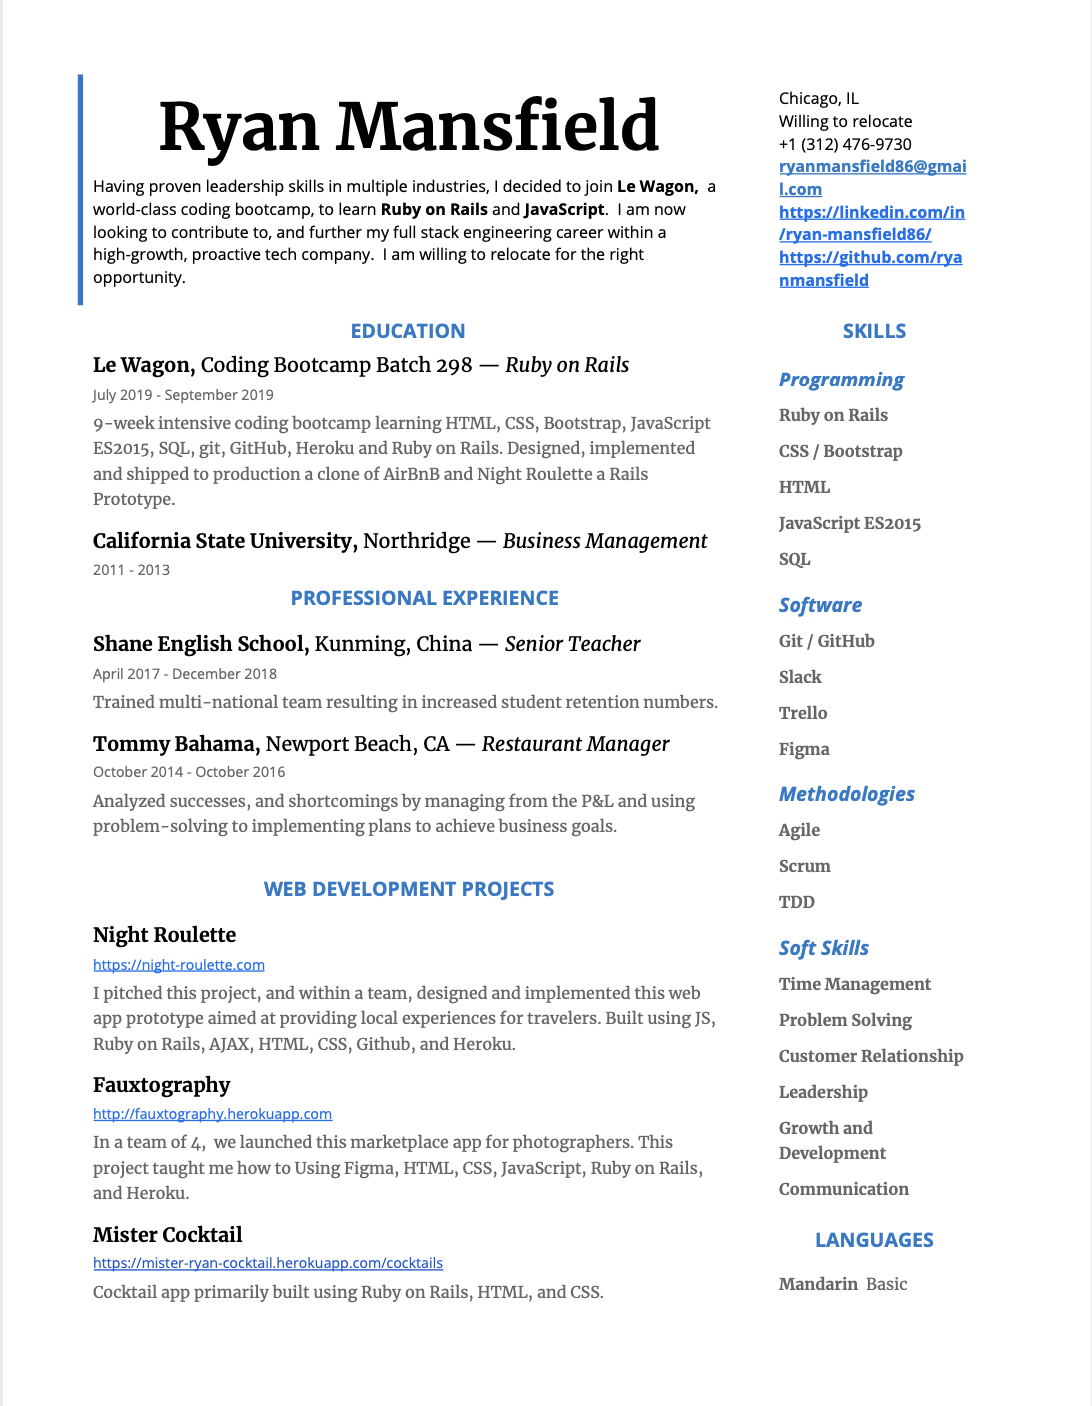 Ryan Mansfield
Having proven leadership skills in multiple industries, I decided to join Le Wagon,  a
world-class coding bootcamp, to learn Ruby on Rails and JavaScript.  I am now
looking to contribute to, and further my full stack engineering career within a
high-growth, proactive tech company.  I am willing to relocate for the right
opportunity.
Chicago, IL
Willing to relocate
+1 (312) 476-9730
ryanmansfield86@gmai
l.com
https://linkedin.com/in
/ryan-mansfield86/
https://github.com/rya
nmansfield
EDUCATION
Le Wagon, Coding Bootcamp Batch 298 — Ruby on Rails
July 2019 - September 2019
9-week intensive coding bootcamp learning HTML, CSS, Bootstrap, JavaScript
ES2015, SQL, git, GitHub, Heroku and Ruby on Rails. Designed, implemented
and shipped to production a clone of AirBnB and Night Roulette a Rails
Prototype.
California State University, Northridge — Business Management
2011 - 2013
PROFESSIONAL EXPERIENCE
Shane English School, Kunming, China — Senior Teacher
April 2017 - December 2018
Trained multi-national team resulting in increased student retention numbers.
Tommy Bahama, Newport Beach, CA — Restaurant Manager
October 2014 - October 2016
Analyzed successes, and shortcomings by managing from the P&L and using
problem-solving to implementing plans to achieve business goals.
WEB DEVELOPMENT PROJECTS
Night Roulette
https://night-roulette.com
I pitched this project, and within a team, designed and implemented this web
app prototype aimed at providing local experiences for travelers. Built using JS,
Ruby on Rails, AJAX, HTML, CSS, Github, and Heroku.
Fauxtography
http://fauxtography.herokuapp.com
In a team of 4,  we launched this marketplace app for photographers. This
project taught me how to Using Figma, HTML, CSS, JavaScript, Ruby on Rails,
and Heroku.
Mister Cocktail
https://mister-ryan-cocktail.herokuapp.com/cocktails
Cocktail app primarily built using Ruby on Rails, HTML, and CSS.
SKILLS
Programming
Ruby on Rails
CSS / Bootstrap
HTML
JavaScript ES2015
SQL
Software
Git / GitHub
Slack
Trello
Figma
Methodologies
Agile
Scrum
TDD
Soft Skills
Time Management
Problem Solving
Customer Relationship
Leadership
Growth and
Development
Communication
LANGUAGES
Mandarin  Basic